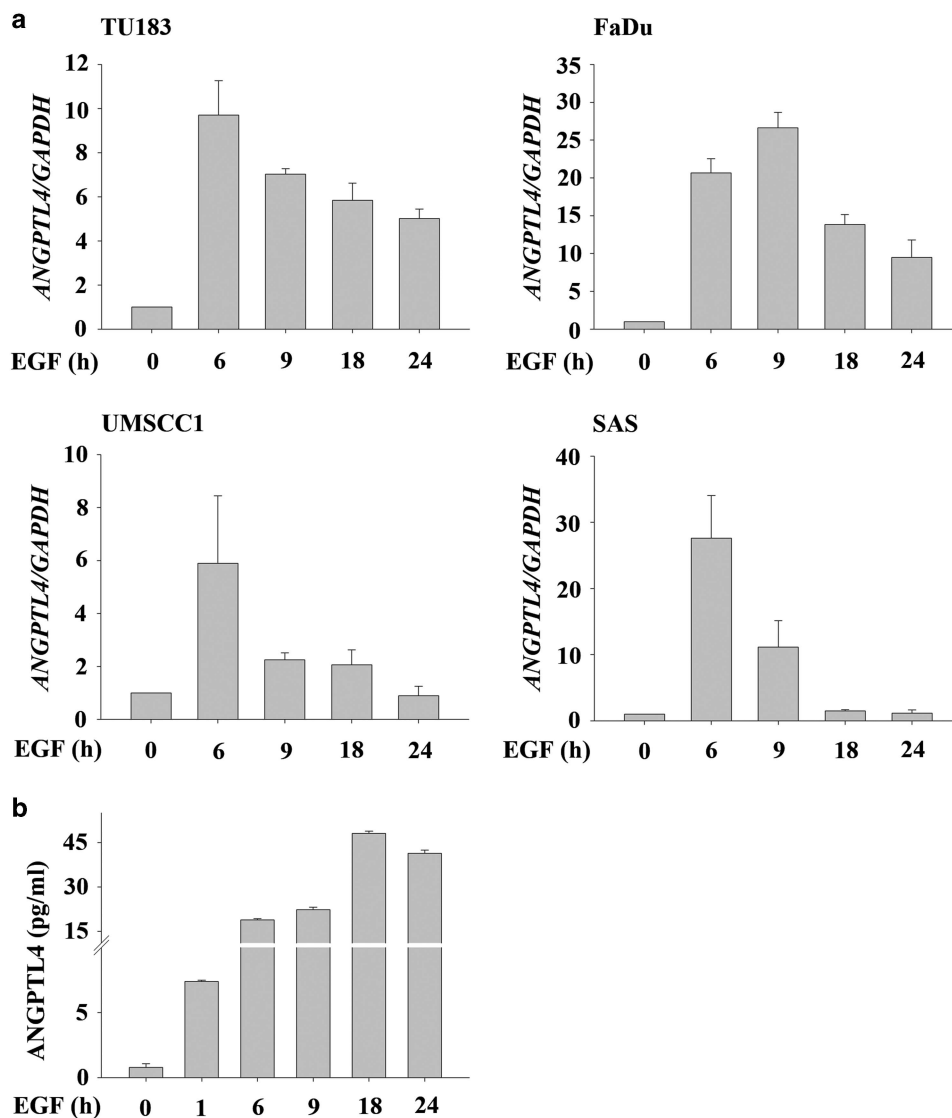 a
TU183
ANGPTL4/GAPDH
12
10
8
6
4
2
0
EGF (h) 0 6 9 18 24
FaDu
ANGPTL4/GAPDH
35
30
25
20
15
10
5
0
EGF (h) 0 6 9 18 24
UMSCC1
ANGPTL4/GAPDH
10
8
6
4
2
0
EGF (h) 0 6 9 18 24
SAS
ANGPTL4/GAPDH
40
30
20
10
0
EGF (h) 0 6 9 18 24
b
ANGPTL4 (pg/ml)
45
30
15
5
0
EGF (h) 0 1 6 9 18 24